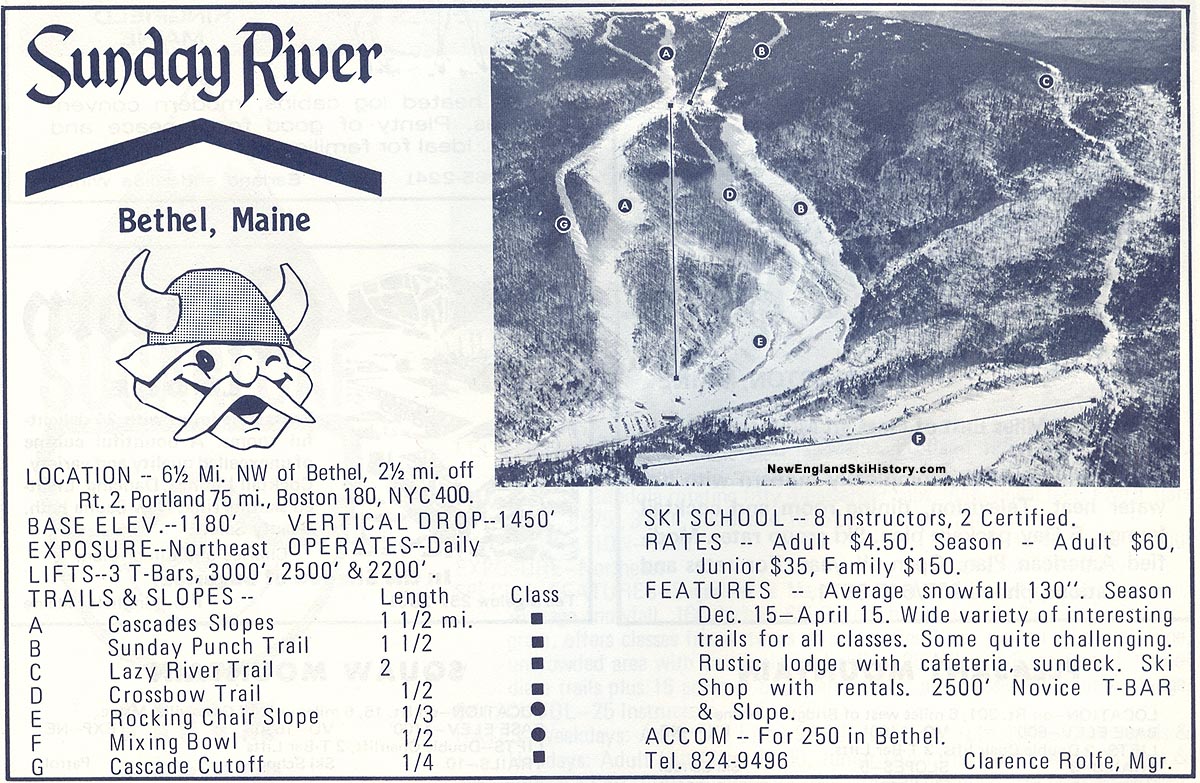 Sunday River
Bethel, Maine
A
B
C
G
A
D
B
E
F
NewEnglandSkiHistory.com
LOCATION -- 6½ Mi. NW of Bethel, 2½ mi. off
Rt. 2. Portland 75 mi., Boston 180, NYC 400.
BASE ELEV.--1180' VERTICAL DROP--1450'
EXPOSURE--Northeast OPERATES--Daily
LIFTS--3 T-Bars, 3000', 2500' & 2200'.
TRAILS & SLOPES -- Length Class
A Cascades Slopes 1 1/2 mi. ■
B Sunday Punch Trail 1 1/2 ■
C Lazy River Trail 2 ■
D Crossbow Trail 1/2 ■
E Rocking Chair Slope 1/3 ●
F Mixing Bowl 1/2 ●
G Cascade Cutoff 1/4 ■
SKI SCHOOL -- 8 Instructors, 2 Certified.
RATES -- Adult $4.50. Season -- Adult $60,
Junior $35, Family $150.
FEATURES -- Average snowfall 130". Season
Dec. 15--April 15. Wide variety of interesting
trails for all classes. Some quite challenging.
Rustic lodge with cafeteria, sundeck. Ski
Shop with rentals. 2500' Novice T-BAR
& Slope.
ACCOM -- For 250 in Bethel.
Tel. 824-9496 Clarence Rolfe, Mgr.